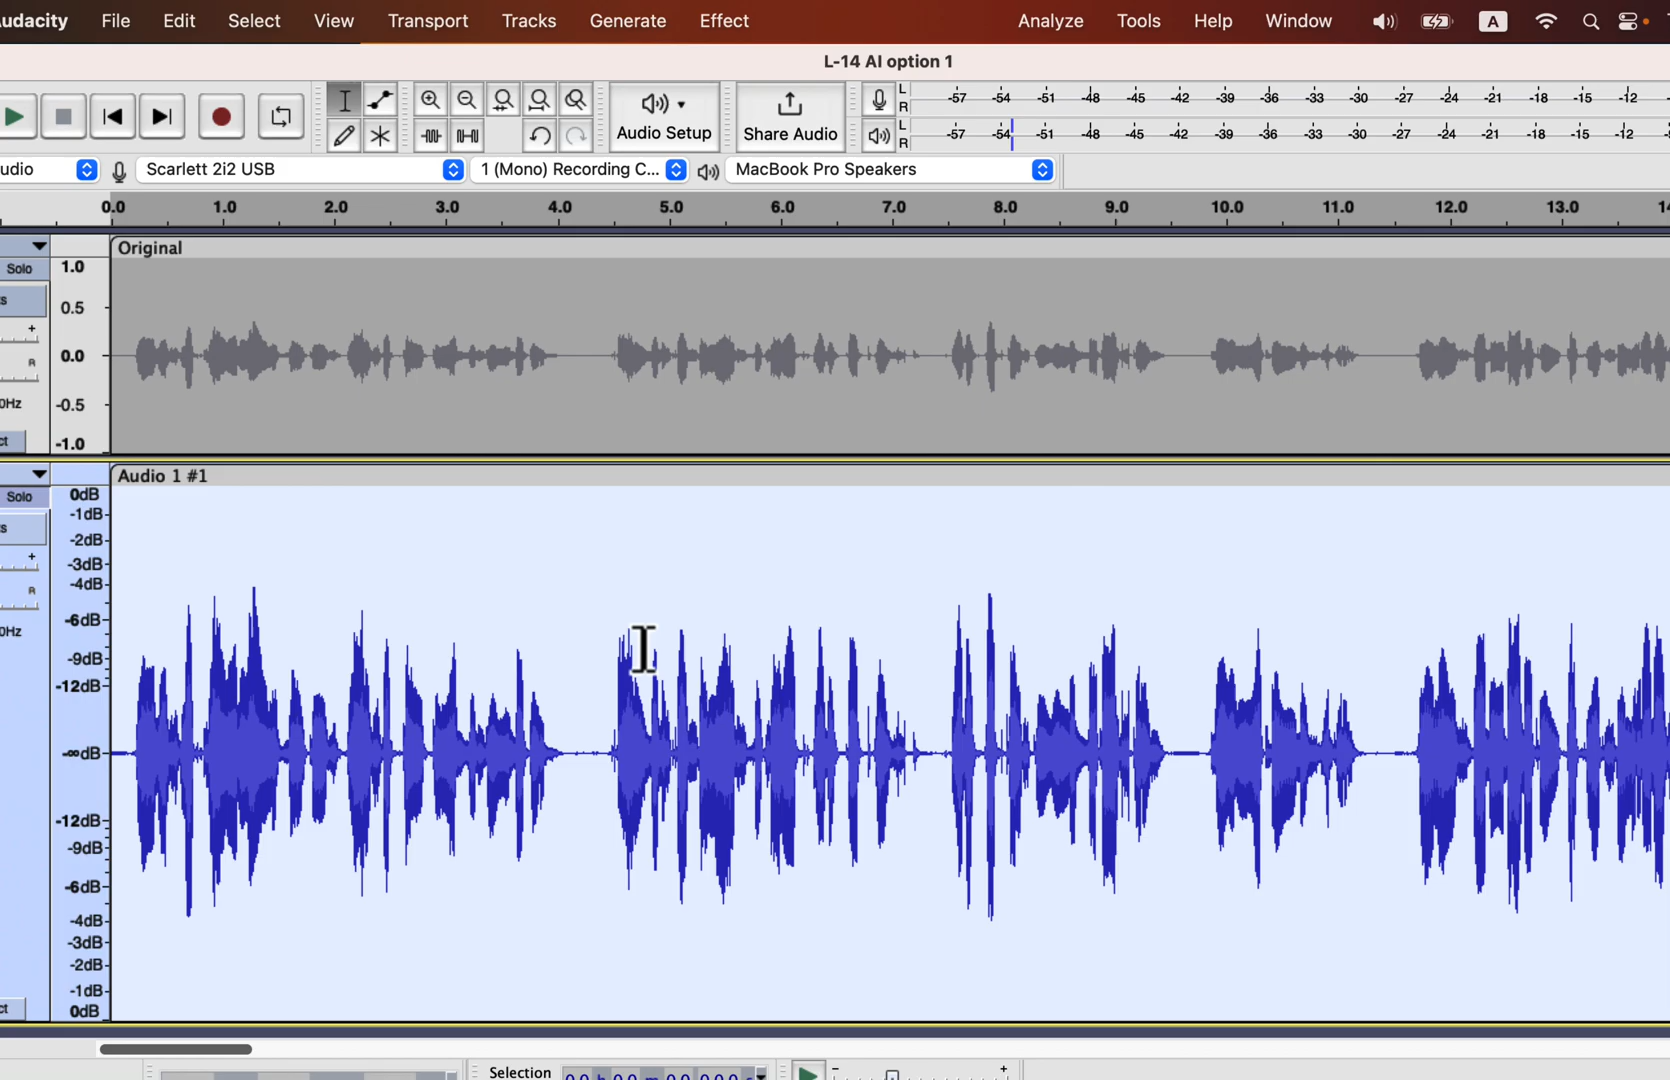 udacity File Edit Select View Transport Tracks Generate Effect Analyze Tools Help Window A
L-14 AI option 1
L
R -57 -54 -51 -48 -45 -42 -39 -36 -33 -30 -27 -24 -21 -18 -15 -12
Audio Setup Share Audio
L
R -57 -54 -51 -48 -45 -42 -39 -36 -33 -30 -27 -24 -21 -18 -15 -12
udio Scarlett 2i2 USB 1 (Mono) Recording C... MacBook Pro Speakers
0.0 1.0 2.0 3.0 4.0 5.0 6.0 7.0 8.0 9.0 10.0 11.0 12.0 13.0 14
Original
Solo 1.0
s 0.5
+
R 0.0
0Hz -0.5
ct -1.0
Audio 1 #1
Solo 0dB
-1dB
s
-2dB
+ -3dB
-4dB
R
-6dB
0Hz
-9dB
-12dB
-∞dB
-12dB
-9dB
-6dB
-4dB
-3dB
-2dB
-1dB
ct 0dB
Selection - +